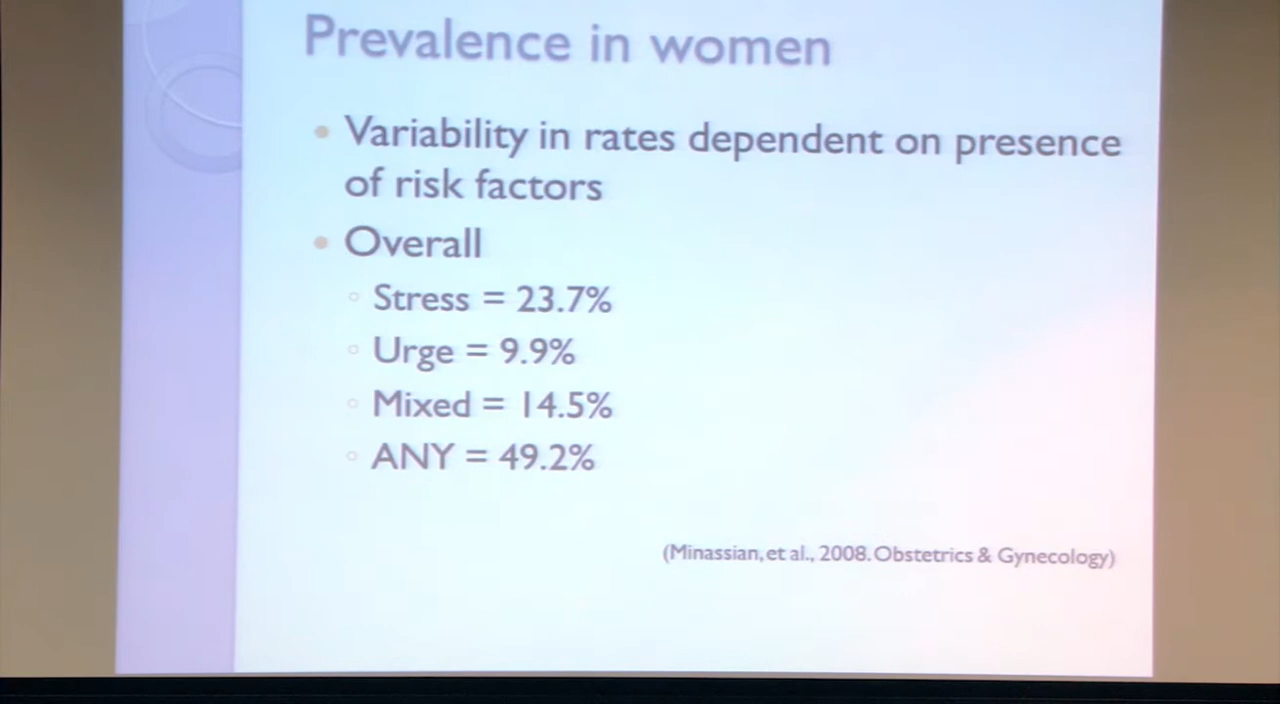 Prevalence in women
Variability in rates dependent on presence
of risk factors
Overall
Stress = 23.7%
Urge = 9.9%
Mixed = 14.5%
ANY = 49.2%
(Minassian, et al., 2008. Obstetrics & Gynecology)